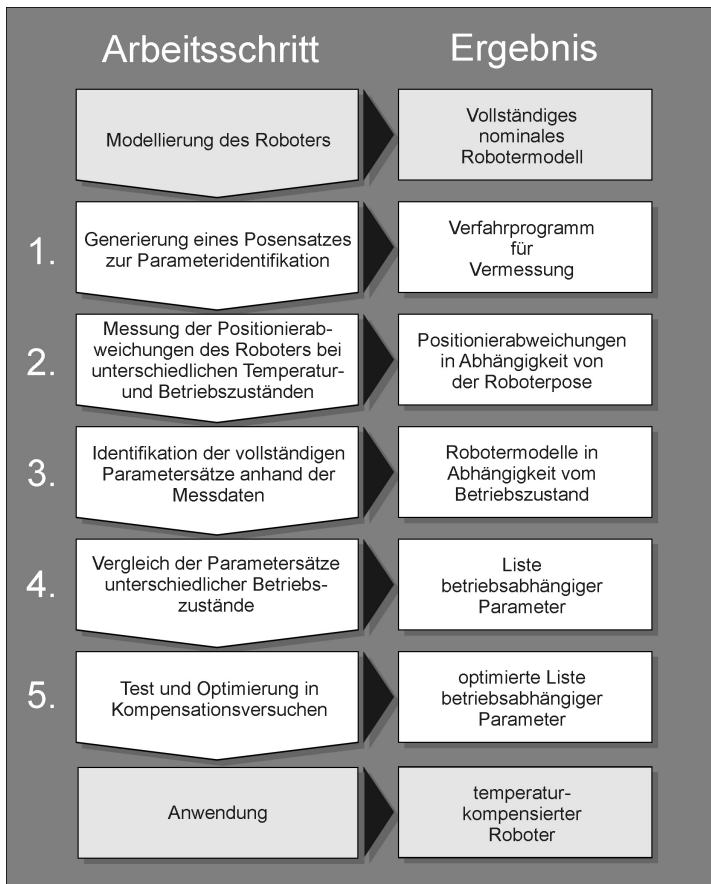 Arbeitsschritt
Ergebnis
Modellierung des Roboters
Vollständiges
nominales
Robotermodell
1.
Generierung eines Posensatzes
zur Parameteridentifikation
Verfahrprogramm
für
Vermessung
2.
Messung der Positionierab-
weichungen des Roboters bei
unterschiedlichen Temperatur-
und Betriebszuständen
Positionierabweichungen
in Abhängigkeit von
der Roboterpose
3.
Identifikation der vollständigen
Parametersätze anhand der
Messdaten
Robotermodelle in
Abhängigkeit vom
Betriebszustand
4.
Vergleich der Parametersätze
unterschiedlicher Betriebs-
zustände
Liste
betriebsabhängiger
Parameter
5.
Test und Optimierung in
Kompensationsversuchen
optimierte Liste
betriebsabhängiger
Parameter
Anwendung
temperatur-
kompensierter
Roboter